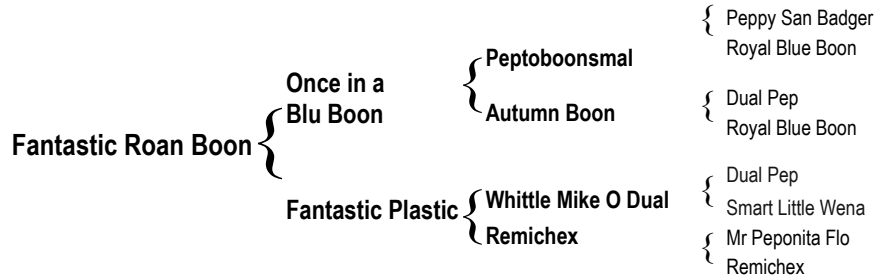 Peppy San Badger
Royal Blue Boon
Peptoboonsmal
Once in a
Blu Boon
Autumn Boon
Dual Pep
Royal Blue Boon
Fantastic Roan Boon
Dual Pep
Whittle Mike O Dual
Fantastic Plastic
Smart Little Wena
Remichex
Mr Peponita Flo
Remichex